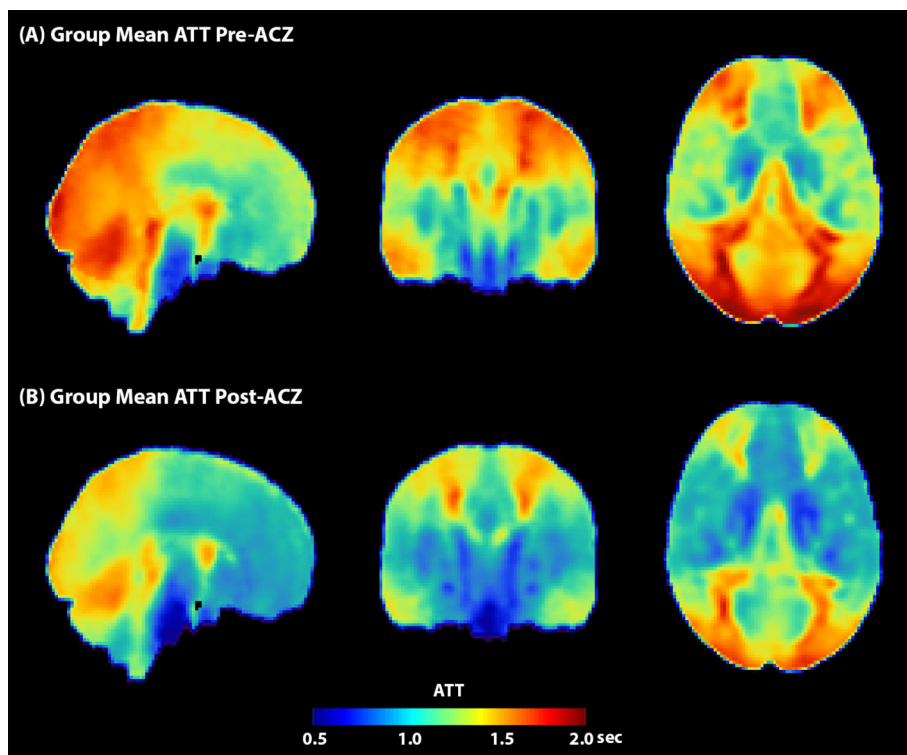 (A) Group Mean ATT Pre-ACZ
(B) Group Mean ATT Post-ACZ
ATT
0.5 1.0 1.5 2.0 sec